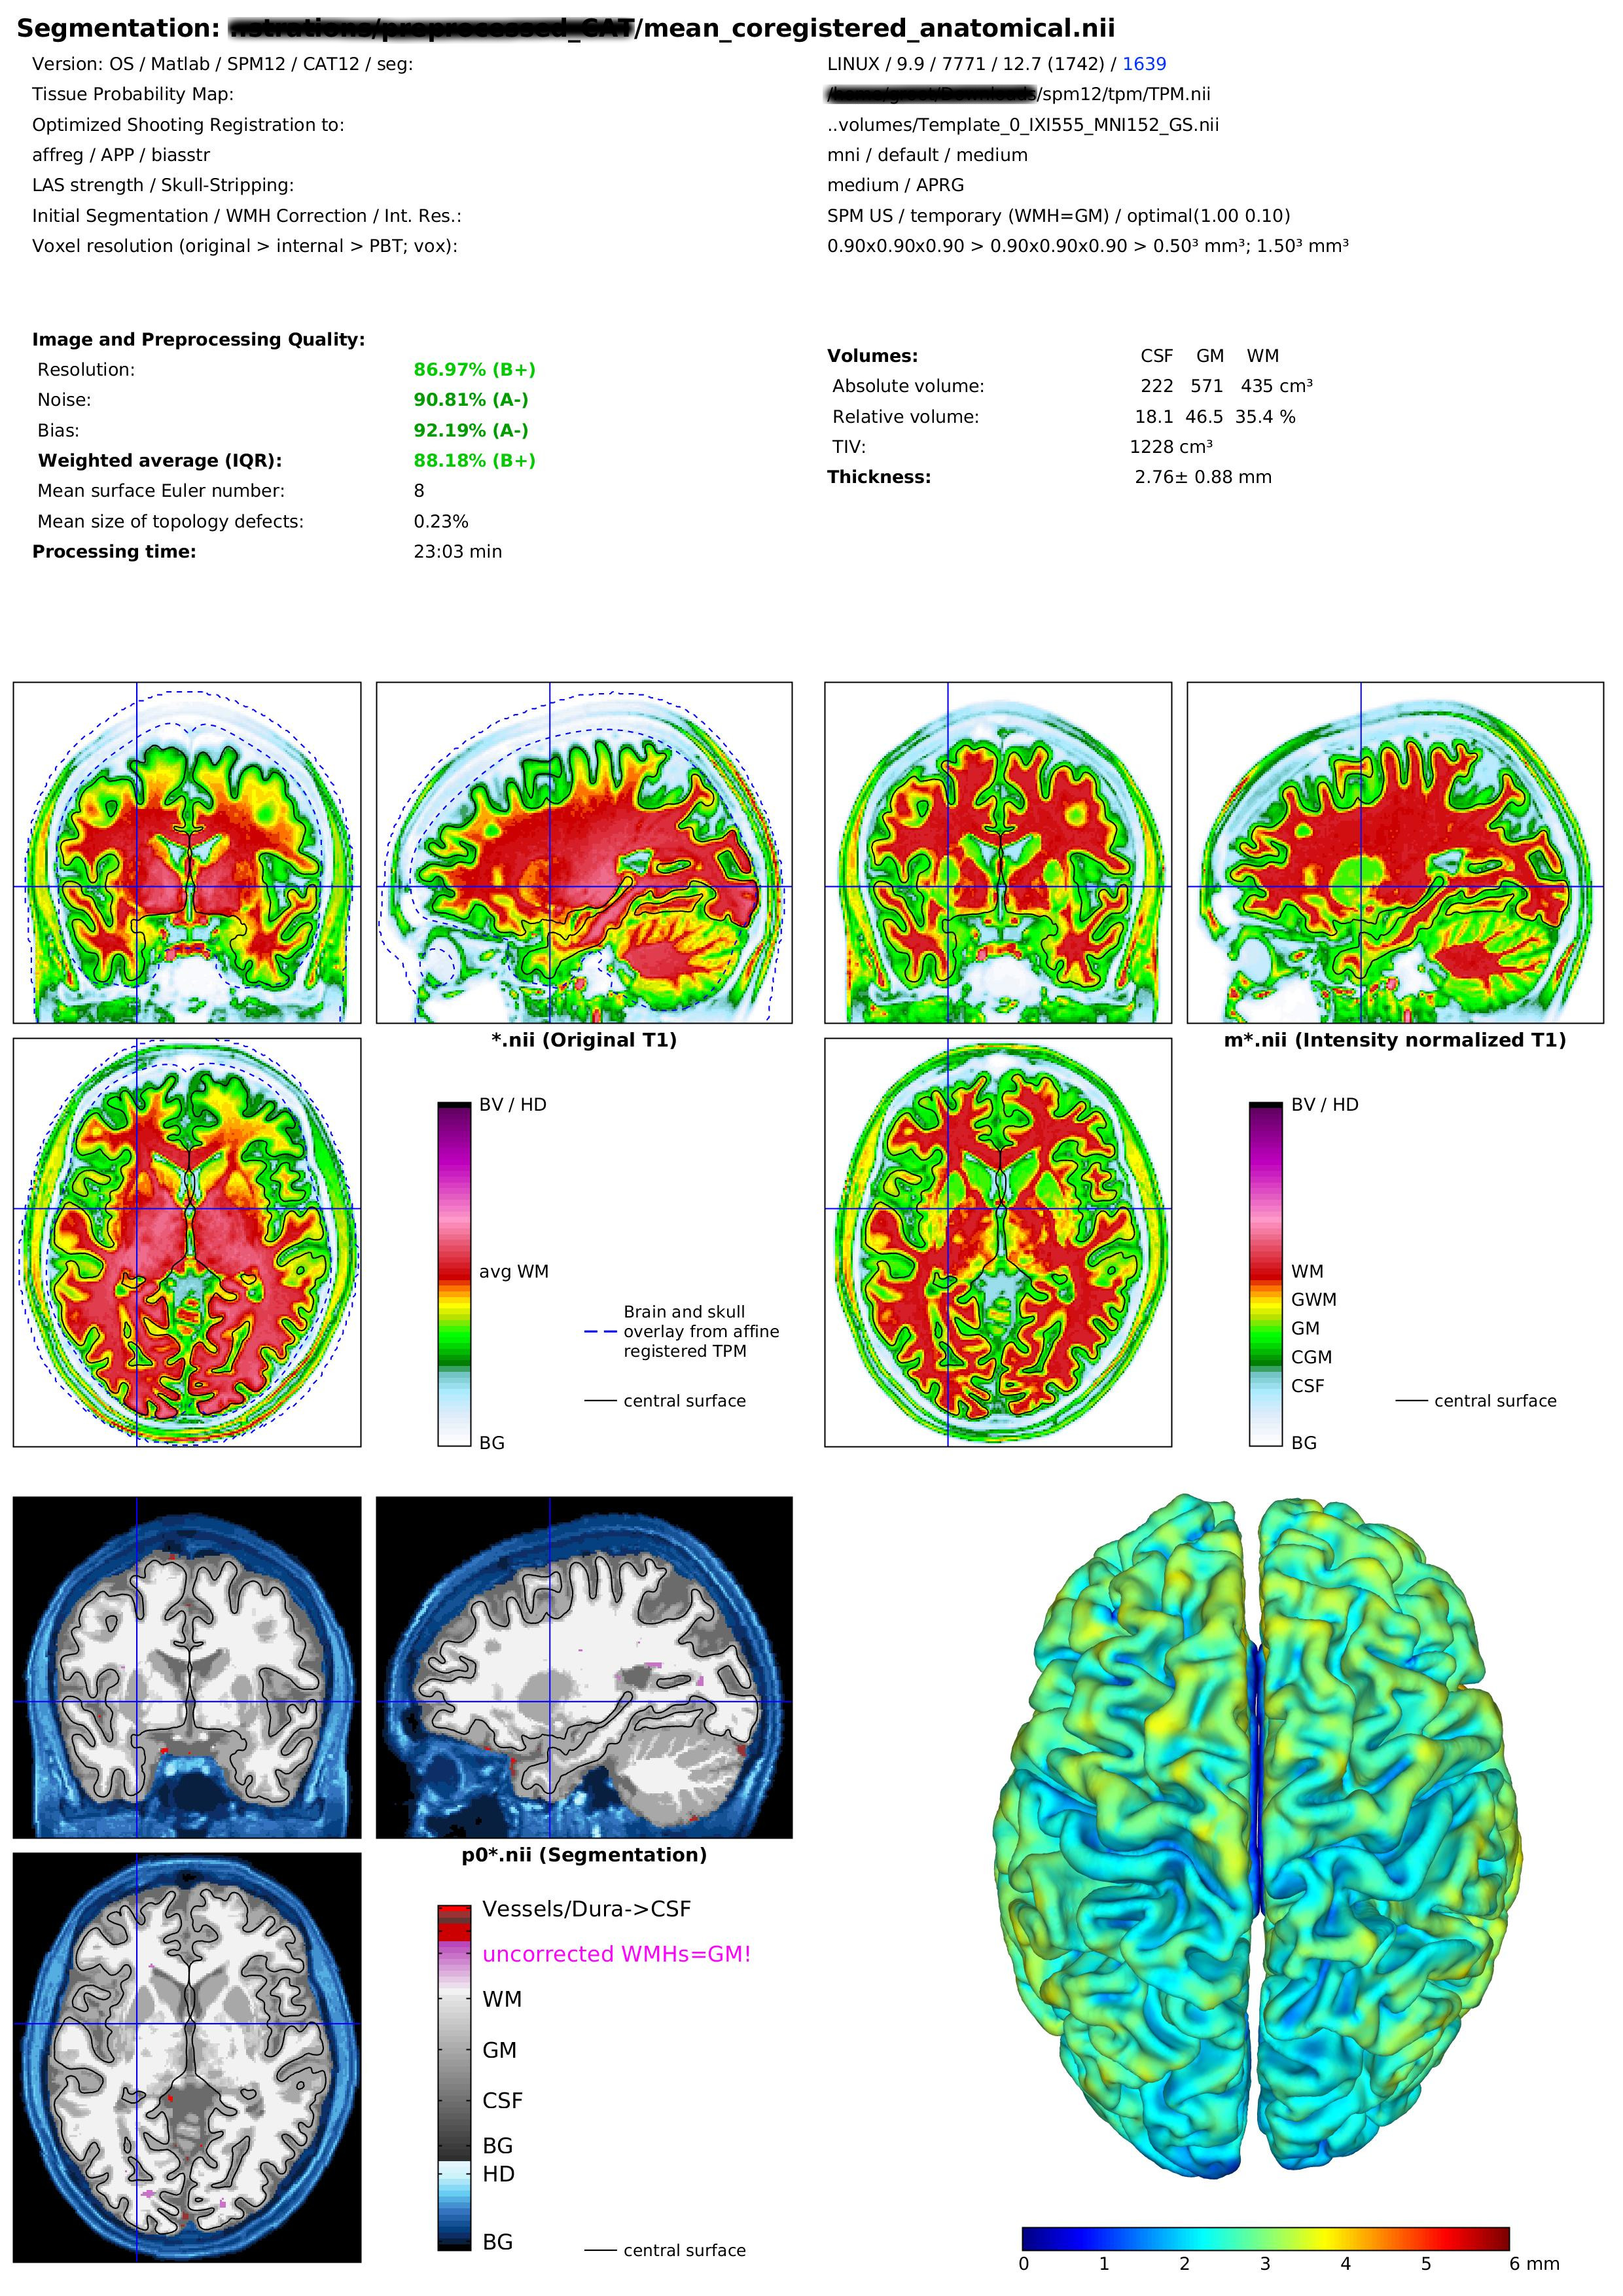 Segmentation: /mean_coregistered_anatomical.nii
Version: OS / Matlab / SPM12 / CAT12 / seg: LINUX / 9.9 / 7771 / 12.7 (1742) / 1639
Tissue Probability Map: /spm12/tpm/TPM.nii
Optimized Shooting Registration to: ..volumes/Template_0_IXI555_MNI152_GS.nii
affreg / APP / biasstr mni / default / medium
LAS strength / Skull-Stripping: medium / APRG
Initial Segmentation / WMH Correction / Int. Res.: SPM US / temporary (WMH=GM) / optimal(1.00 0.10)
Voxel resolution (original > internal > PBT; vox): 0.90x0.90x0.90 > 0.90x0.90x0.90 > 0.50³ mm³; 1.50³ mm³
Image and Preprocessing Quality:
Resolution: 86.97% (B+)
Noise: 90.81% (A-)
Bias: 92.19% (A-)
Weighted average (IQR): 88.18% (B+)
Mean surface Euler number: 8
Mean size of topology defects: 0.23%
Processing time: 23:03 min
Volumes: CSF GM WM
Absolute volume: 222 571 435 cm³
Relative volume: 18.1 46.5 35.4 %
TIV: 1228 cm³
Thickness: 2.76± 0.88 mm
*.nii (Original T1)
BV / HD
avg WM
Brain and skull
overlay from affine
registered TPM
central surface
BG
m*.nii (Intensity normalized T1)
BV / HD
WM
GWM
GM
CGM
CSF
central surface
BG
p0*.nii (Segmentation)
Vessels/Dura->CSF
uncorrected WMHs=GM!
WM
GM
CSF
BG
HD
BG
central surface
0 1 2 3 4 5 6 mm